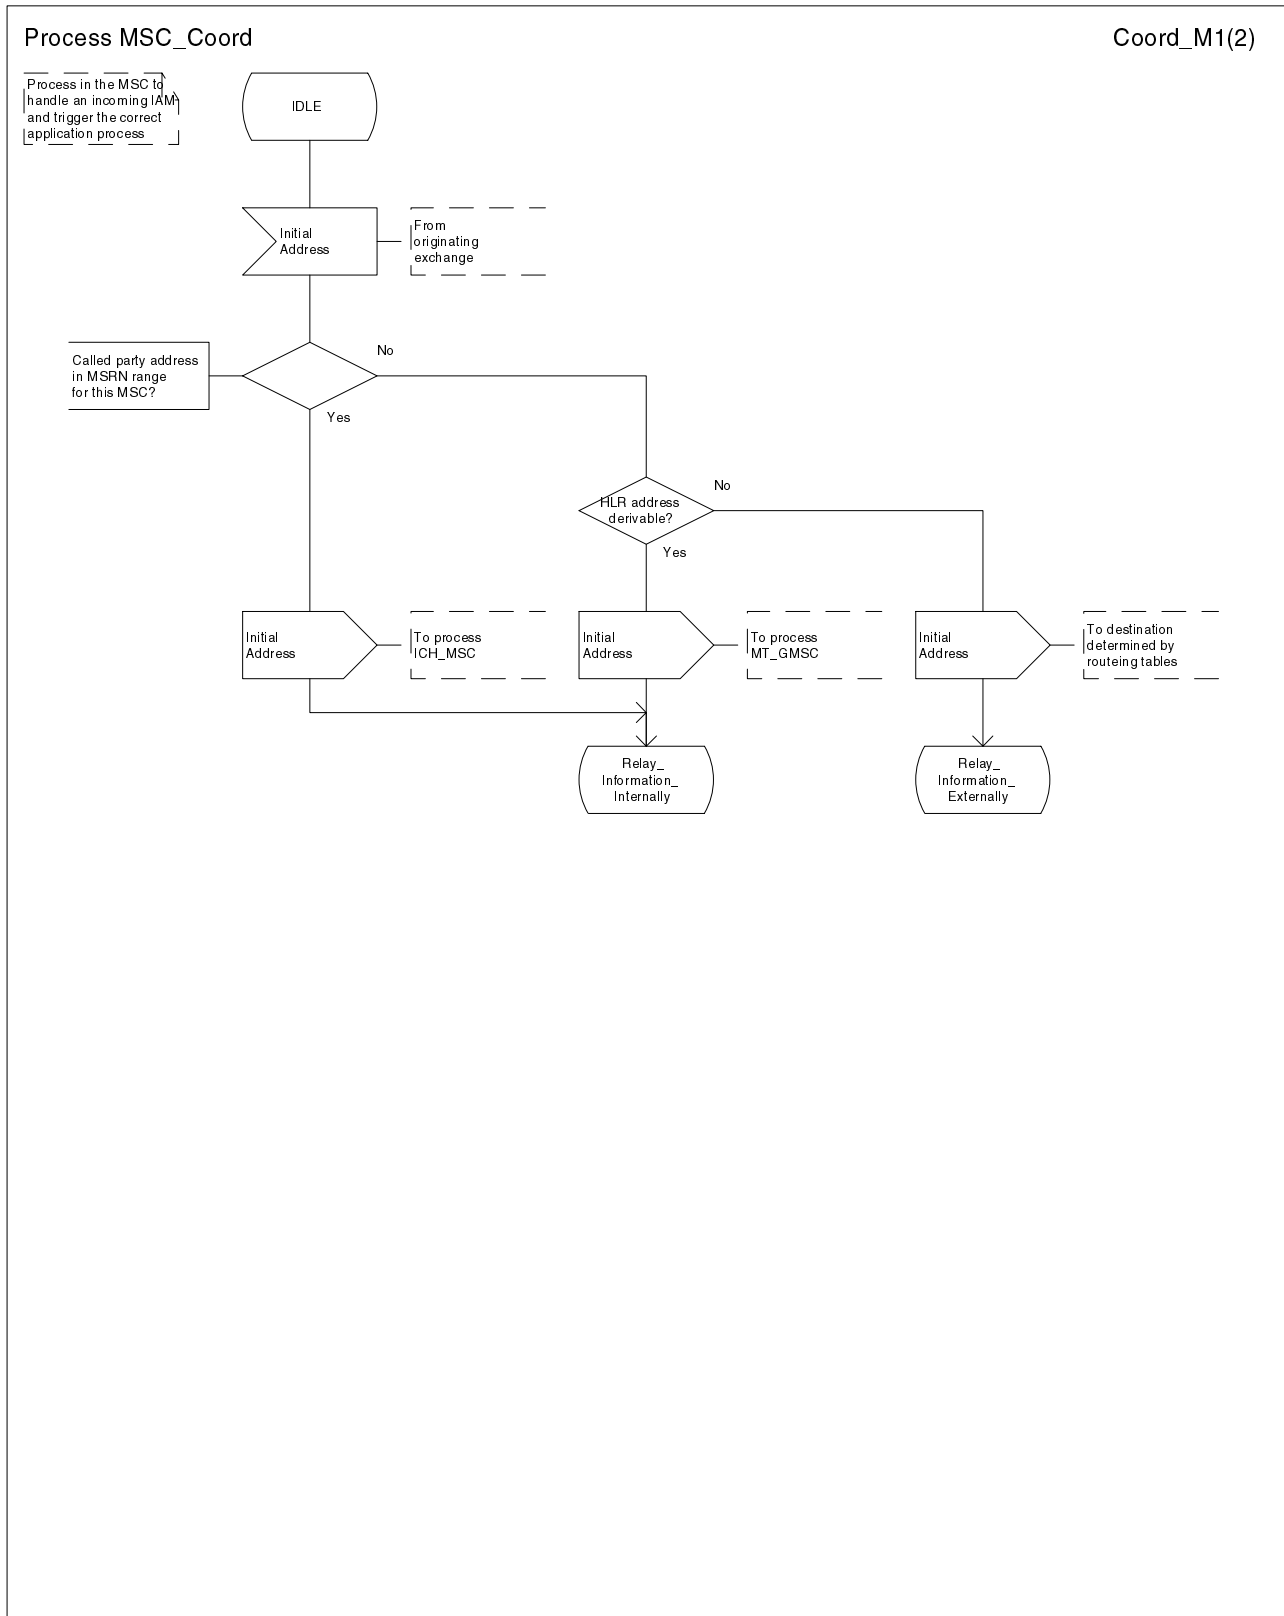 Process MSC_Coord
Coord_M1(2)
Process in the MSC to
handle an incoming IAM
and trigger the correct
application process
IDLE
Initial
Address
From
originating
exchange
Called party address
in MSRN range
for this MSC?
No
Yes
HLR address
derivable?
No
Yes
Initial
Address
To process
ICH_MSC
Initial
Address
To process
MT_GMSC
Initial
Address
To destination
determined by
routeing tables
Relay_
Information_
Internally
Relay_
Information_
Externally